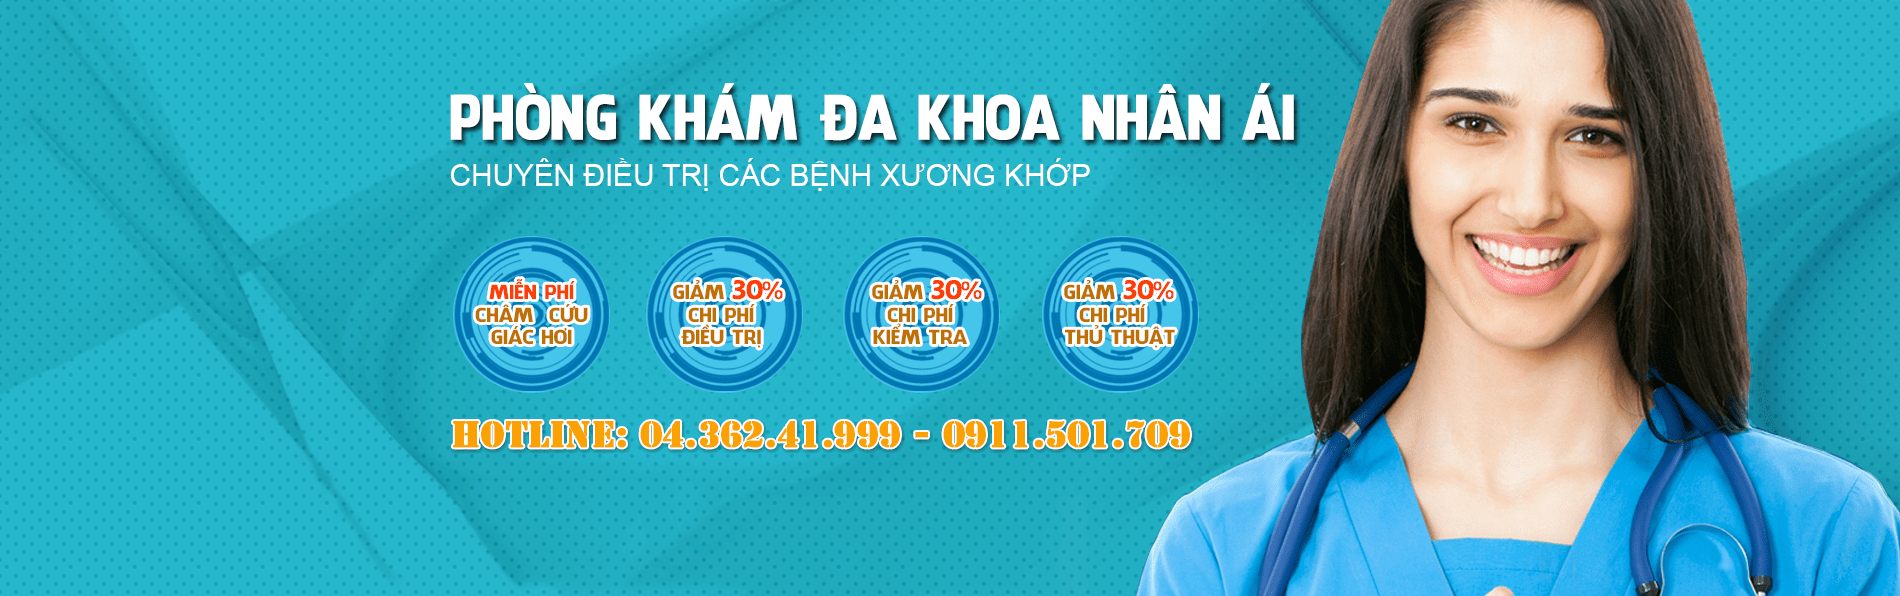 PHÒNG KHÁM ĐA KHOA NHÂN ÁI
CHUYÊN ĐIỀU TRỊ CÁC BỆNH XƯƠNG KHỚP
MIỄN PHÍ
CHÂM CỨU
GIÁC HƠI
GIẢM 30%
CHI PHÍ
ĐIỀU TRỊ
GIẢM 30%
CHI PHÍ
KIỂM TRA
GIẢM 30%
CHI PHÍ
THỦ THUẬT
HOTLINE: 04.362.41.999 - 0911.501.709